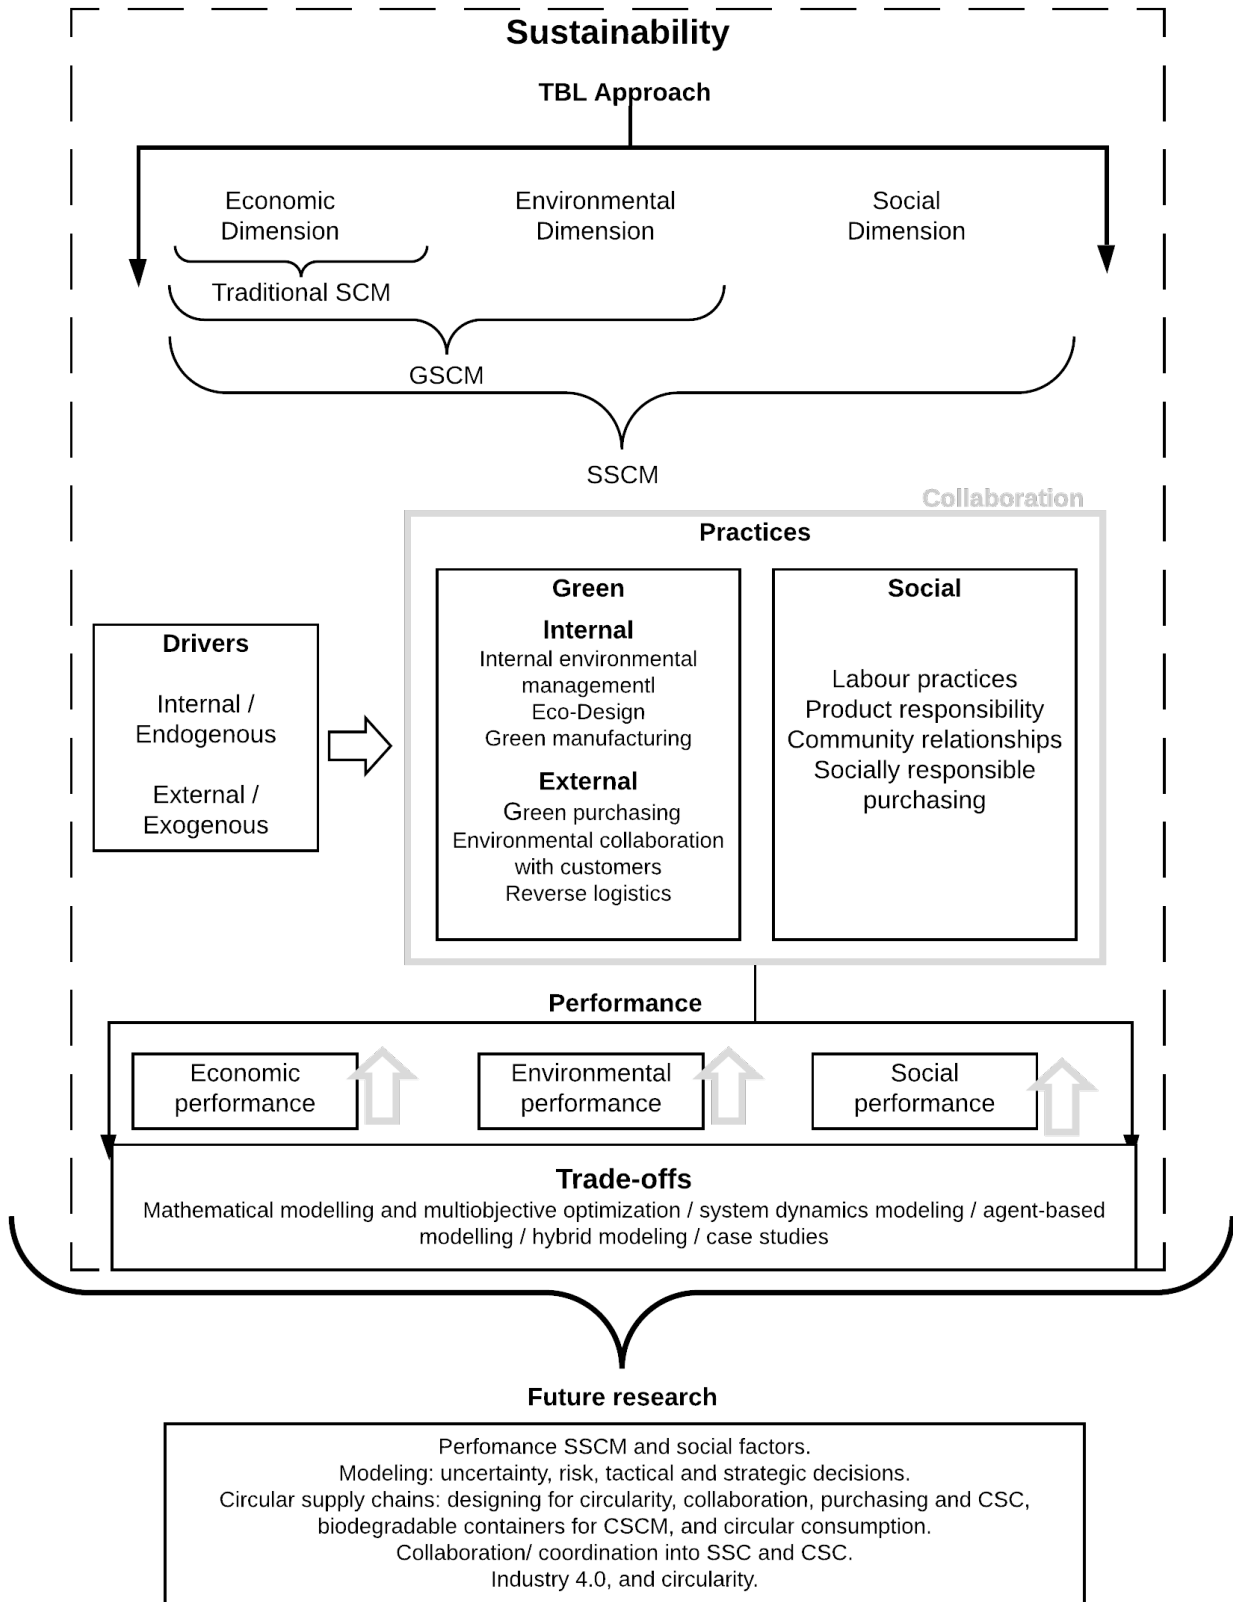 Sustainability
TBL Approach
Economic
Dimension
Environmental
Dimension
Social
Dimension
Traditional SCM
GSCM
SSCM
Collaboration
Practices
Drivers
Internal /
Endogenous
External /
Exogenous
Green
Internal
Internal environmental
managementl
Eco-Design
Green manufacturing
External
Green purchasing
Environmental collaboration
with customers
Reverse logistics
Social
Labour practices
Product responsibility
Community relationships
Socially responsible
purchasing
Performance
Economic
performance
Environmental
performance
Social
performance
Trade-offs
Mathematical modelling and multiobjective optimization / system dynamics modeling / agent-based
modelling / hybrid modeling / case studies
Future research
Perfomance SSCM and social factors.
Modeling: uncertainty, risk, tactical and strategic decisions.
Circular supply chains: designing for circularity, collaboration, purchasing and CSC,
biodegradable containers for CSCM, and circular consumption.
Collaboration/ coordination into SSC and CSC.
Industry 4.0, and circularity.